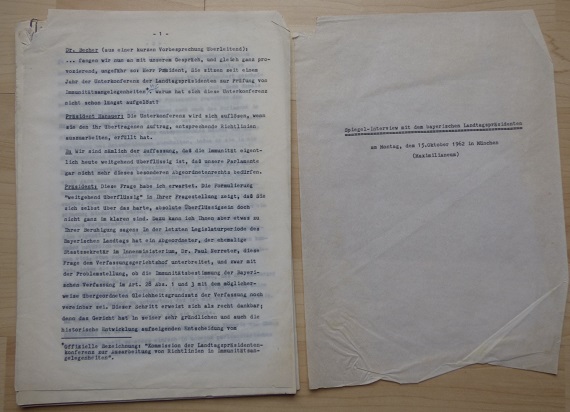 - 1 -
Dr. Becker (aus einer kurzen Vorbesprechung überleitend):
... fangen wir nun an mit unserem Gespräch, und gleich ganz pro-
vozierend, ungefähr so: Herr Präsident, Sie sitzen seit einem
Jahr der Unterkonferenz der Landtagspräsidenten zur Prüfung von
Immunitätsangelegenheiten*. Warum hat sich diese Unterkonferenz
nicht schon längst aufgelöst?
Präsident Hanauer: Die Unterkonferenz wird sich auflösen, wenn
sie den ihr übertragenen Auftrag, entsprechende Richtlinien
auszuarbeiten, erfüllt hat.
Wir sind nämlich der Auffassung, daß die Immunität eigent-
lich heute weitgehend überflüssig ist, daß unsere Parlamente
gar nicht mehr dieses besonderen Abgeordnetenrechts bedürfen.
Präsident: Diese Frage habe ich erwartet. Die Formulierung
"weitgehend überflüssig" in Ihrer Fragestellung zeigt, daß Sie
sich selbst über das harte, absolute Überflüssigsein doch
nicht ganz im klaren sind. Dazu kann ich Ihnen aber etwas zu
Ihrer Beruhigung sagen: In der letzten Legislaturperiode des
Bayerischen Landtags hat ein Abgeordneter, der ehemalige
Staatssekretär im Innenministerium, Dr. Paul Nerreter, diese
Frage dem Verfassungsgerichtshof unterbreitet, und zwar mit
der Problemstellung, ob die Immunitätsbestimmung der Bayeri-
schen Verfassung im Art. 28 Abs. 1 und 3 mit dem möglicher-
weise übergeordneten Gleichheitsgrundsatz der Verfassung noch
vereinbar sei. Dieser Schritt erweist sich als recht dankbar;
denn das Gericht hat in seiner sehr gründlichen und auch die
historische Entwicklung aufzeigenden Entscheidung vom
*Offizielle Bezeichnung: "Kommission der Landtagspräsidenten-
konferenz zur Ausarbeitung von Richtlinien in Immunitätsan-
gelegenheiten".
Spiegel-Interview mit dem bayerischen Landtagspräsidenten
am Montag, den 15.Oktober 1962 in München
(Maximilianeum)